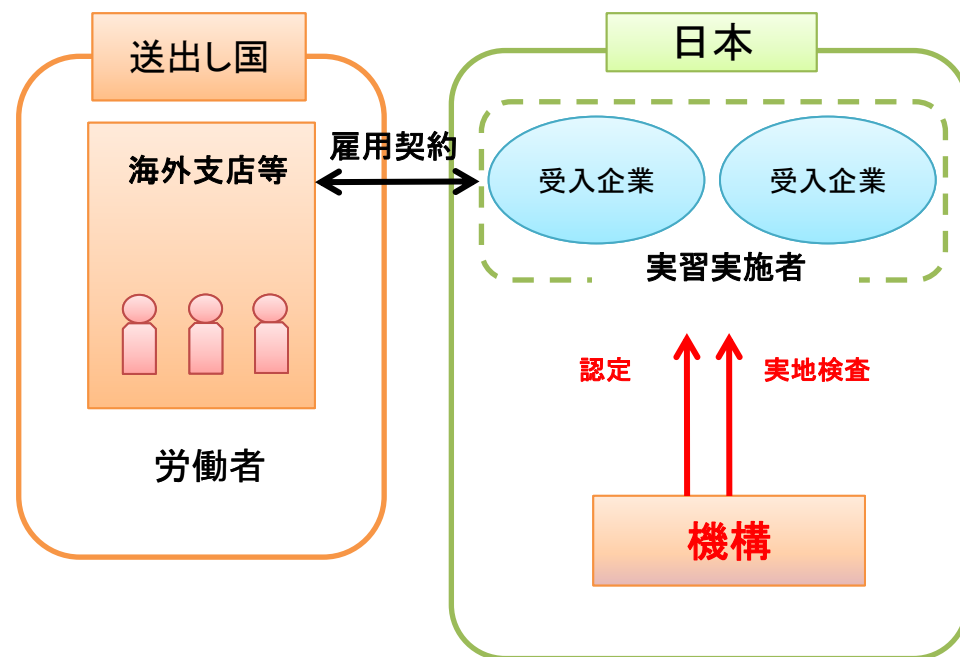 送出し国
日本
海外支店等
雇用契約
受入企業
受入企業
実習実施者
認定
実地検査
労働者
機構